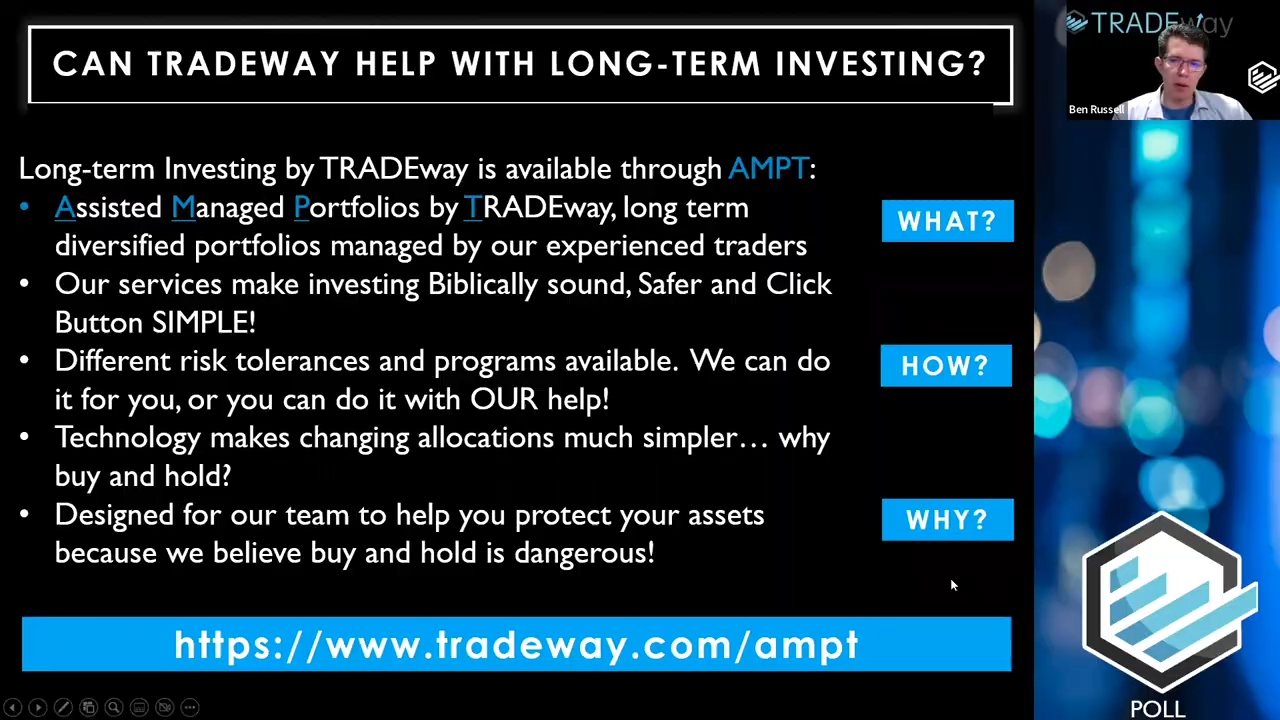 CAN TRADEWAY HELP WITH LONG-TERM INVESTING?
TRADEway
Ben Russell
Long-term Investing by TRADEway is available through AMPT:
• Assisted Managed Portfolios by TRADEway, long term
diversified portfolios managed by our experienced traders
• Our services make investing Biblically sound, Safer and Click
Button SIMPLE!
• Different risk tolerances and programs available. We can do
it for you, or you can do it with OUR help!
• Technology makes changing allocations much simpler... why
buy and hold?
• Designed for our team to help you protect your assets
because we believe buy and hold is dangerous!
WHAT?
HOW?
WHY?
https://www.tradeway.com/ampt
POLL